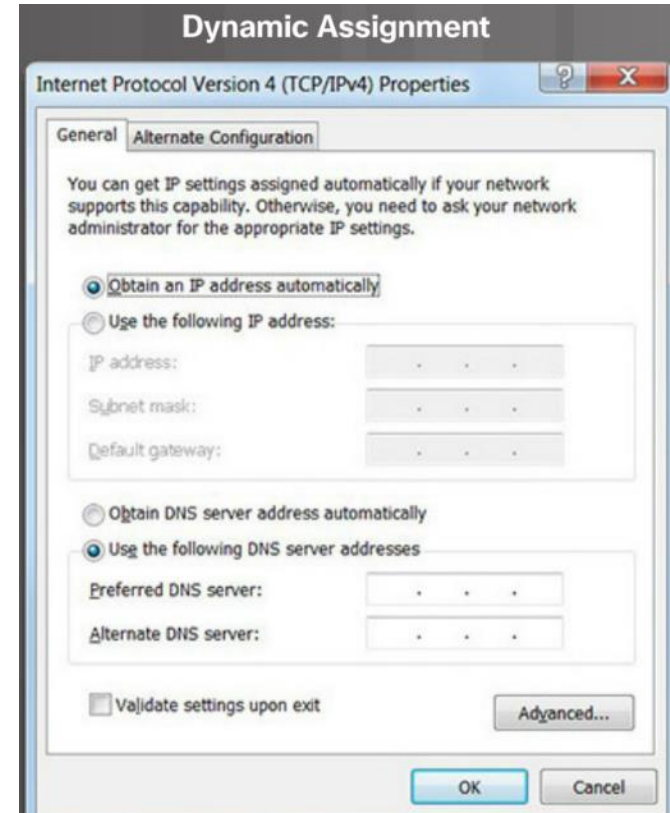 Dynamic Assignment
Internet Protocol Version 4 (TCP/IPv4) Properties
General
Alternate Configuration
You can get IP settings assigned automatically if your network
supports this capability. Otherwise, you need to ask your network
administrator for the appropriate IP settings.
Obtain an IP address automatically
Use the following IP address:
IP address:
Subnet mask:
Default gateway:
Obtain DNS server address automatically
Use the following DNS server addresses
Preferred DNS server:
Alternate DNS server:
Validate settings upon exit
Advanced...
OK
Cancel